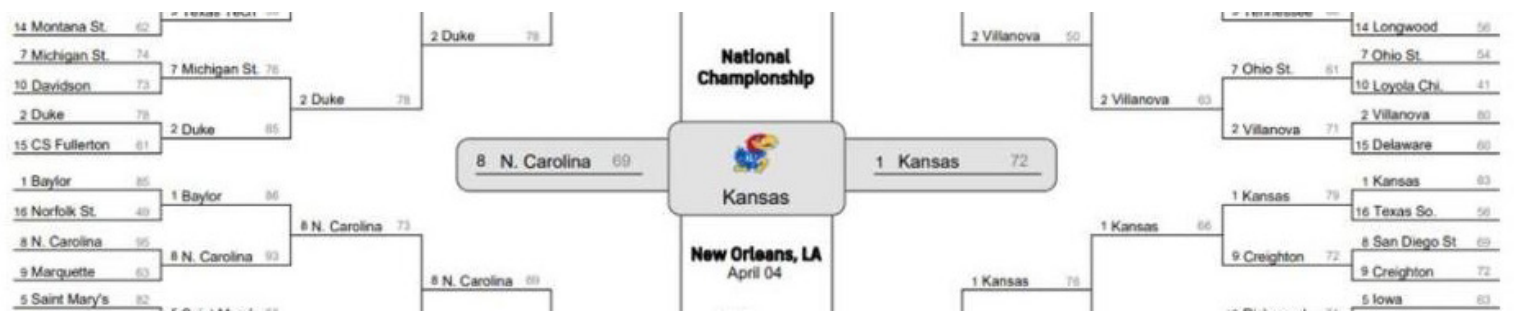 14 Montana St. 62
7 Michigan St. 74
10 Davidson 73
2 Duke 78
15 CS Fullerton 61
1 Baylor 85
16 Norfolk St. 49
8 N. Carolina 95
9 Marquette 63
5 Saint Mary's 82
7 Michigan St. 76
2 Duke 85
1 Baylor 86
8 N. Carolina 93
2 Duke 78
8 N. Carolina 73
2 Duke 78
8 N. Carolina 69
National
Championship
8 N. Carolina 69
Kansas
1 Kansas 72
New Orleans, LA
April 04
2 Villanova 50
1 Kansas 76
2 Villanova 63
1 Kansas 66
7 Ohio St. 61
2 Villanova 71
1 Kansas 79
9 Creighton 72
14 Longwood 56
7 Ohio St. 54
10 Loyola Chi. 41
2 Villanova 80
15 Delaware 60
1 Kansas 83
16 Texas So. 56
8 San Diego St 69
9 Creighton 72
5 Iowa 63